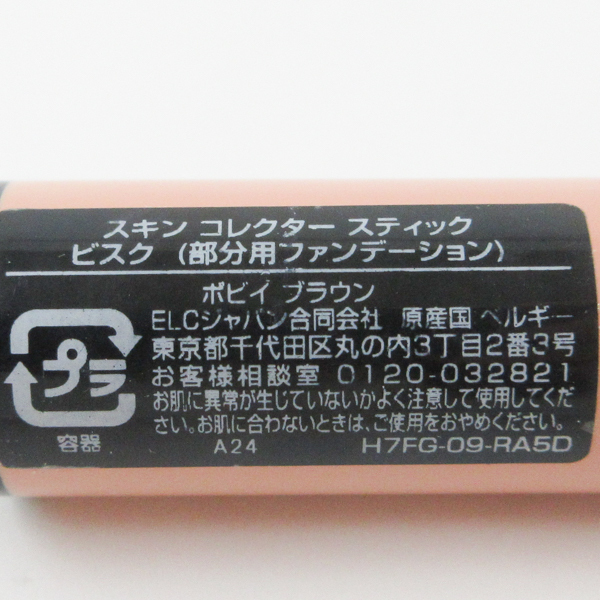 スキン コレクター スティック
ビスク (部分用ファンデーション)
ボビイ ブラウン
ELCジャパン合同会社 原産国 ベルギー
東京都千代田区丸の内3丁目2番3号
お客様相談室 0120-032821
お肌に異常が生じていないかよく注意して使用してくださ
い。お肌に合わないときは、ご使用をおやめください。
プラ
容器
A24
H7FG-09-RA5D